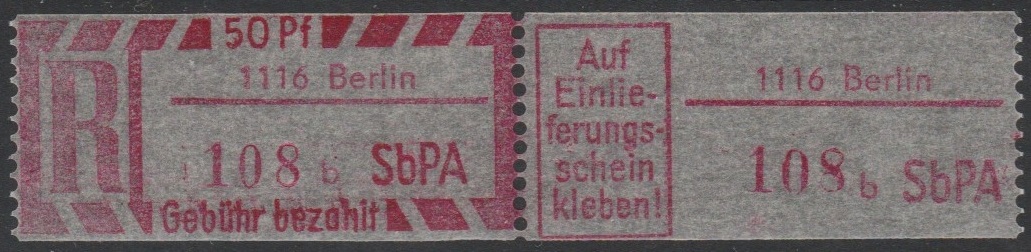 50 Pf
R
1116 Berlin
108 b SbPA
Gebühr bezahlt
Auf
Einlie-
ferungs-
schein
kleben!
1116 Berlin
108 b SbPA